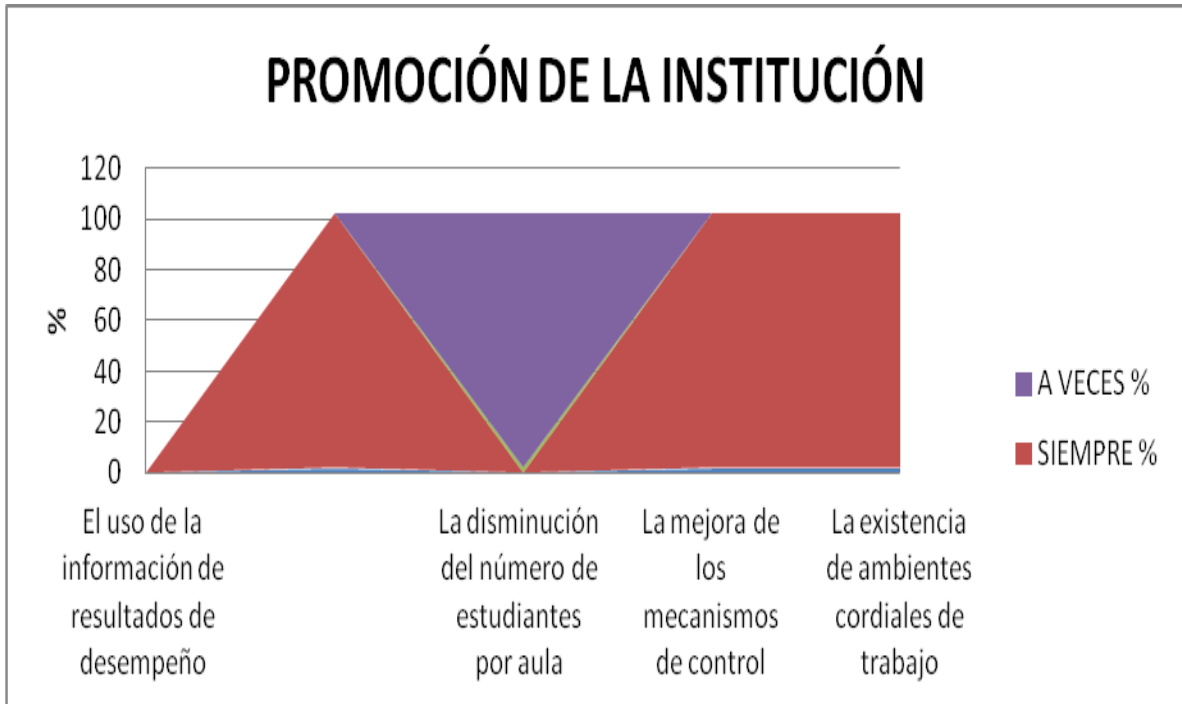 PROMOCIÓN DE LA INSTITUCIÓN
120
100
80
60
40
20
0
%
A VECES %
SIEMPRE %
El uso de la
información de
resultados de
desempeño
La disminución
del número de
estudiantes
por aula
La mejora de
los
mecanismos
de control
La existencia
de ambientes
cordiales de
trabajo